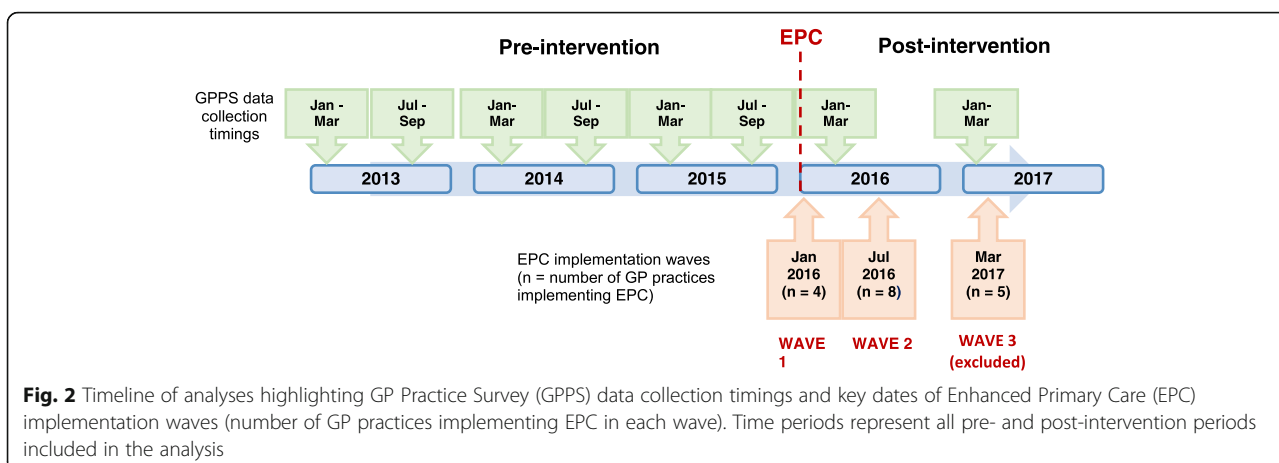 Pre-intervention
EPC
Post-intervention
GPPS data
collection
timings
Jan -
Mar
Jul -
Sep
Jan-
Mar
Jul -
Sep
Jan-
Mar
Jul -
Sep
Jan-
Mar
Jan-
Mar
2013
2014
2015
2016
2017
EPC implementation waves
(n = number of GP practices
implementing EPC)
Jan
2016
(n = 4)
Jul
2016
(n = 8)
Mar
2017
(n = 5)
WAVE
1
WAVE 2
WAVE 3
(excluded)
Fig. 2 Timeline of analyses highlighting GP Practice Survey (GPPS) data collection timings and key dates of Enhanced Primary Care (EPC)
implementation waves (number of GP practices implementing EPC in each wave). Time periods represent all pre- and post-intervention periods
included in the analysis